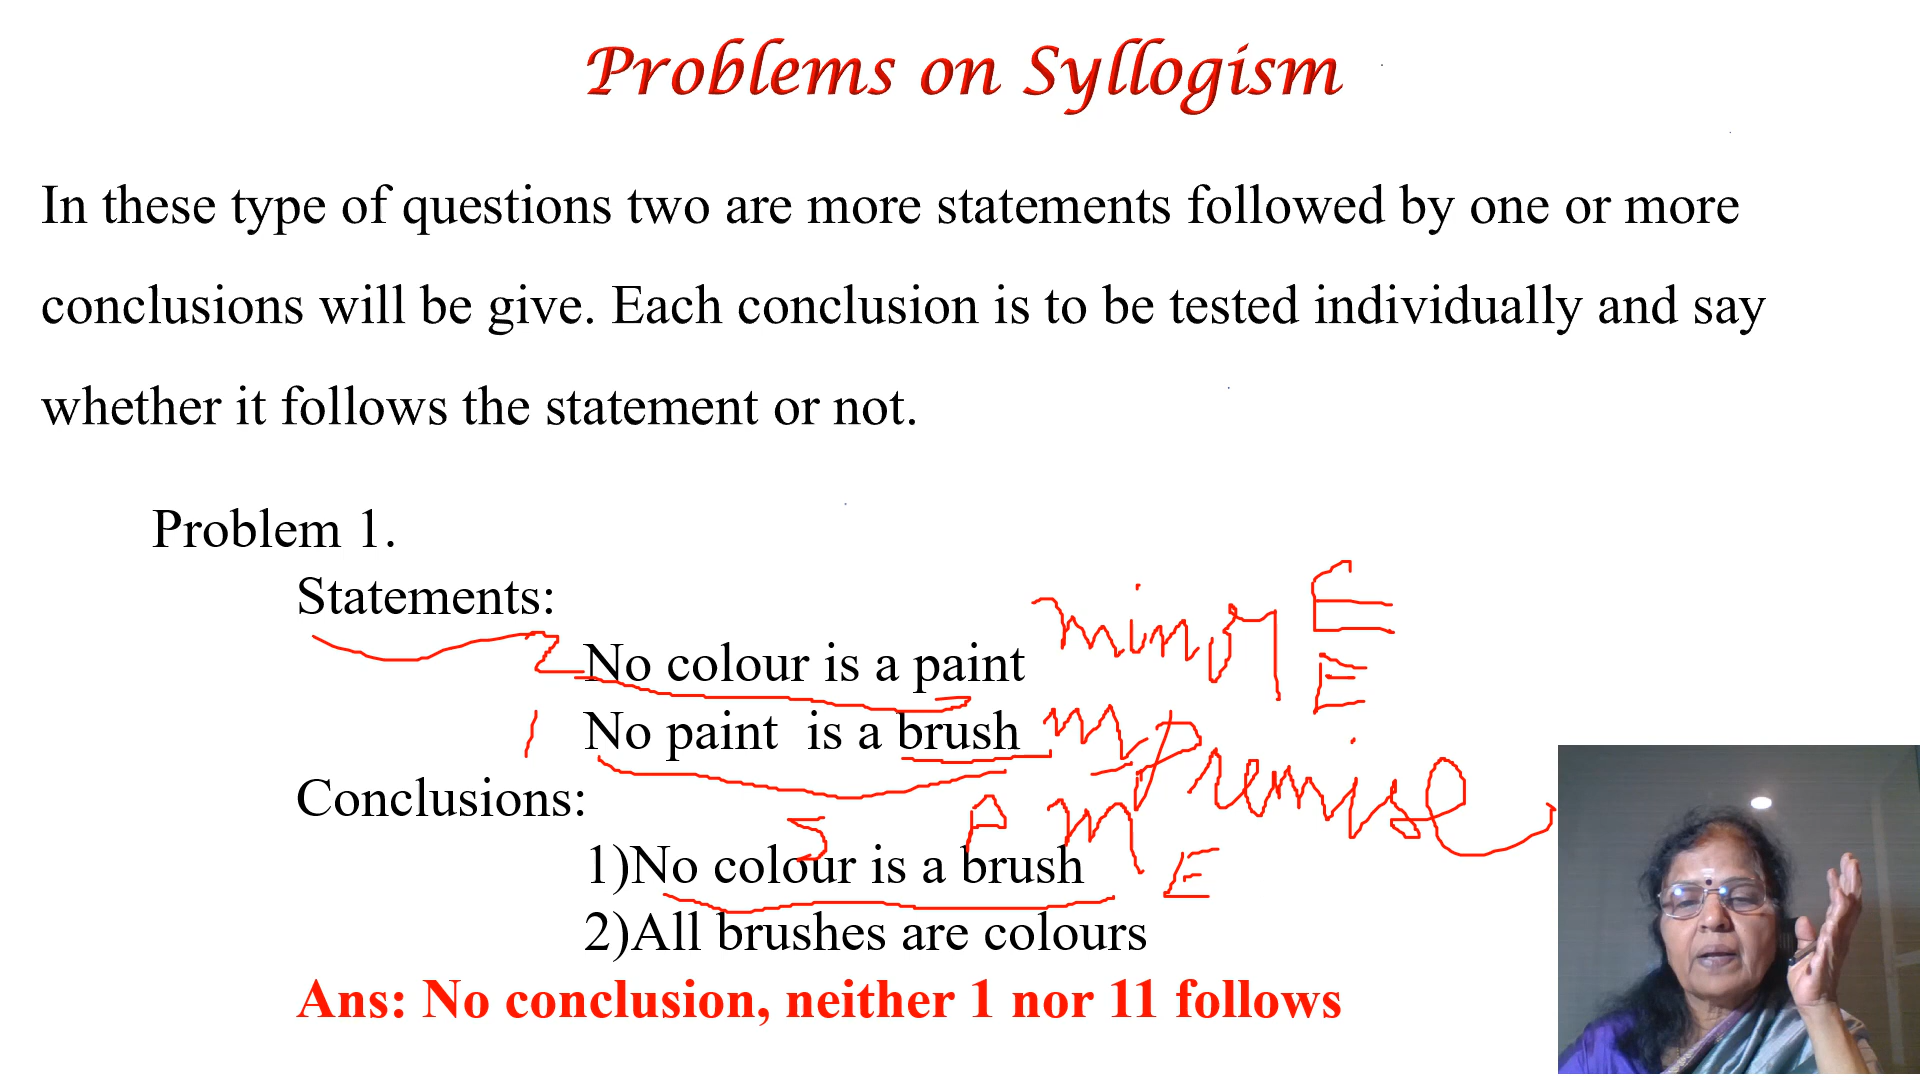 Problems on Syllogism
In these type of questions two are more statements followed by one or more
conclusions will be give. Each conclusion is to be tested individually and say
whether it follows the statement or not.
Problem 1.
Statements:
2 No colour is a paint minor E
E
1 No paint is a brush M Premise
Conclusions:
S P M
1)No colour is a brush E
2)All brushes are colours
Ans: No conclusion, neither 1 nor 11 follows